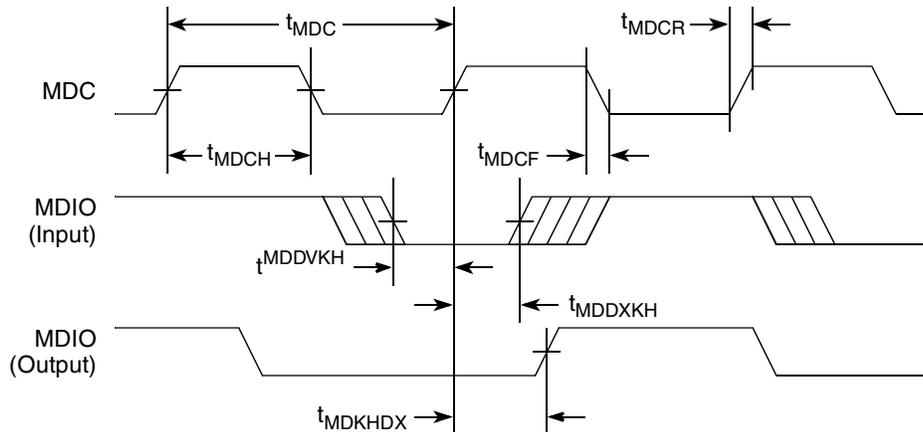 tMDC
tMDCR
MDC
tMDCH
tMDCF
MDIO
(Input)
tMDDVKH
tMDDXKH
MDIO
(Output)
tMDKHDX